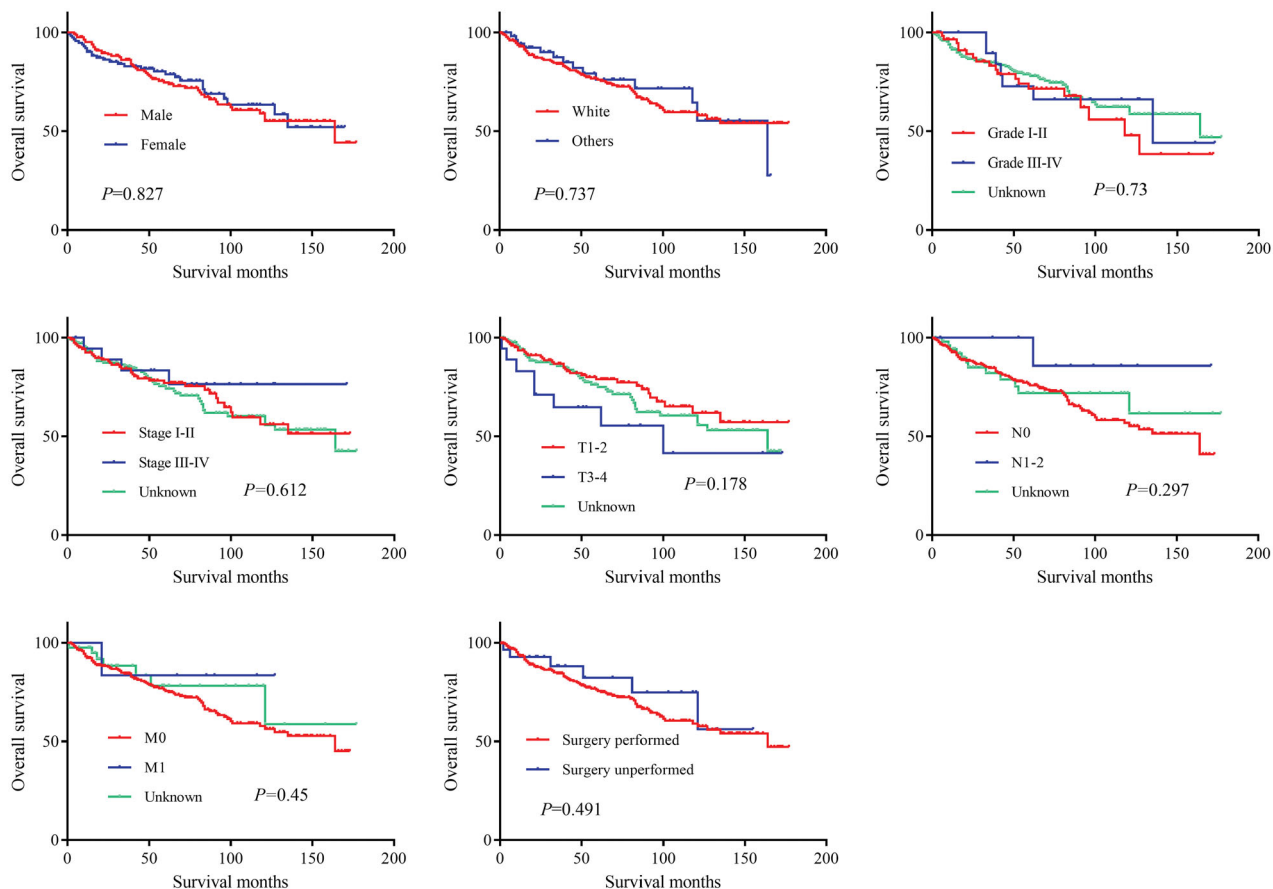 Overall survival
100
50
0
Male
Female
P=0.827
0 50 100 150 200
Survival months
Overall survival
100
50
0
White
Others
P=0.737
0 50 100 150 200
Survival months
Overall survival
100
50
0
Grade I-II
Grade III-IV
Unknown
P=0.73
0 50 100 150 200
Survival months
Overall survival
100
50
0
Stage I-II
Stage III-IV
Unknown
P=0.612
0 50 100 150 200
Survival months
Overall survival
100
50
0
T1-2
T3-4
Unknown
P=0.178
0 50 100 150 200
Survival months
Overall survival
100
50
0
N0
N1-2
Unknown
P=0.297
0 50 100 150 200
Survival months
Overall survival
100
50
0
M0
M1
Unknown
P=0.45
0 50 100 150 200
Survival months
Overall survival
100
50
0
Surgery performed
Surgery unperformed
P=0.491
0 50 100 150 200
Survival months